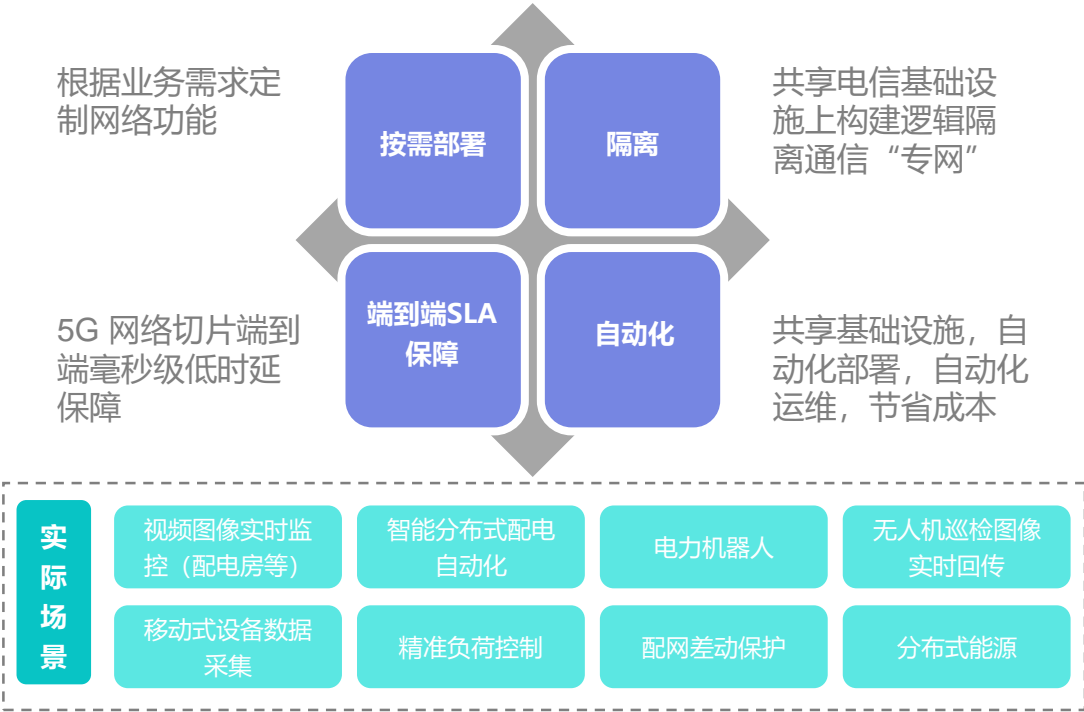 根据业务需求定
制网络功能
按需部署
隔离
共享电信基础设
施上构建逻辑隔
离通信“专网”
5G 网络切片端到
端毫秒级低时延
保障
端到端SLA
保障
自动化
共享基础设施，自
动化部署，自动化
运维，节省成本
实
际
场
景
视频图像实时监
控（配电房等）
智能分布式配电
自动化
电力机器人
无人机巡检图像
实时回传
移动式设备数据
采集
精准负荷控制
配网差动保护
分布式能源